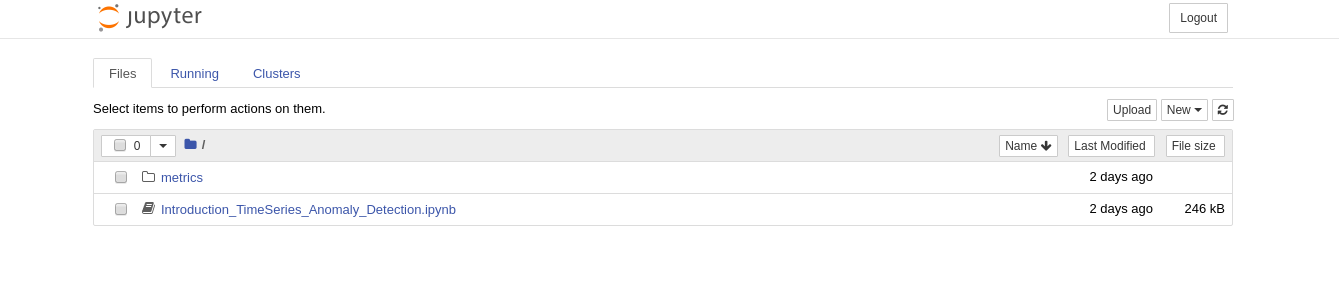 jupyter
Logout
Files Running Clusters
Select items to perform actions on them.
Upload New
0 / Name Last Modified File size
metrics 2 days ago
Introduction_TimeSeries_Anomaly_Detection.ipynb 2 days ago 246 kB